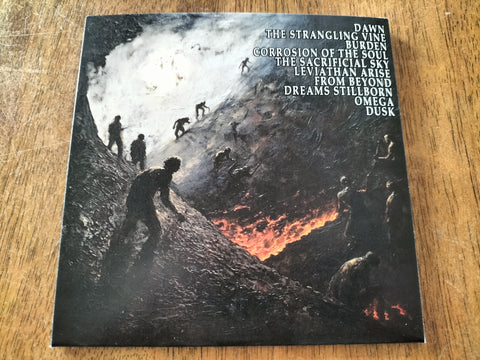 DAWN
THE STRANGLING VINE
BURDEN
CORROSION OF THE SOUL
THE SACRIFICIAL SKY
LEVIATHAN ARISE
FROM BEYOND
DREAMS STILLBORN
OMEGA
DUSK